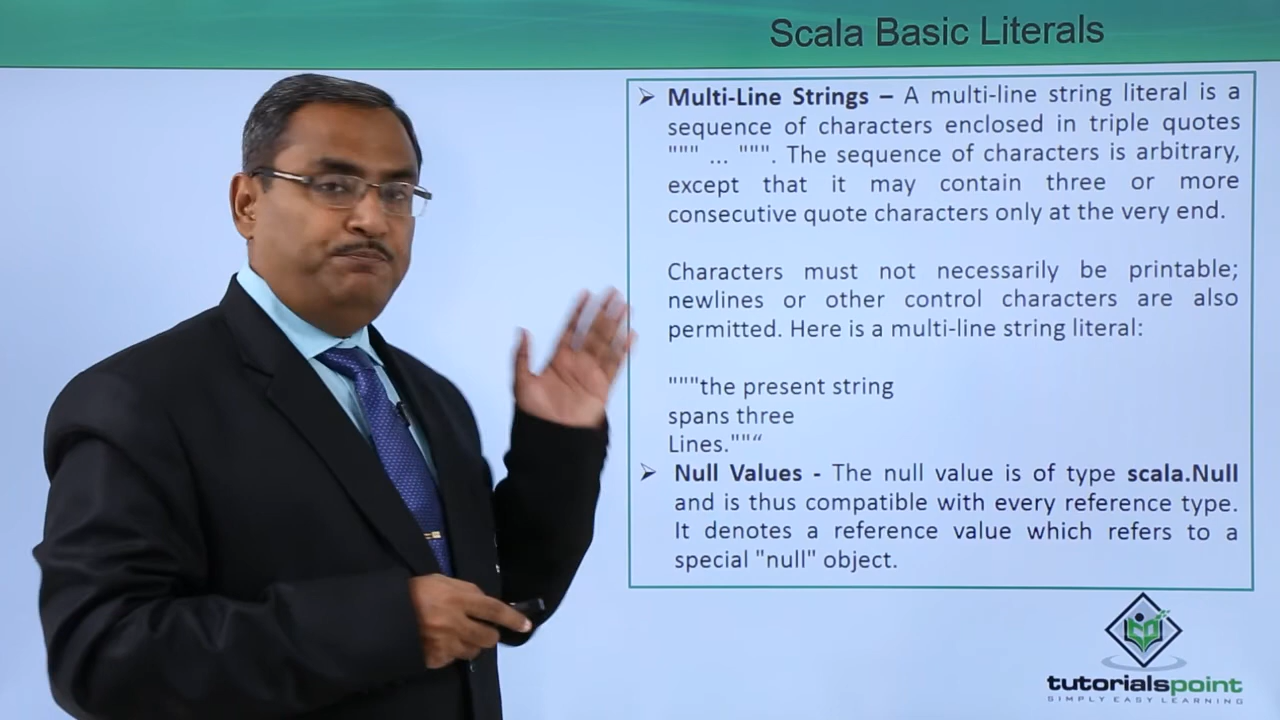 Scala Basic Literals
➢ Multi-Line Strings – A multi-line string literal is a
sequence of characters enclosed in triple quotes
""" ... """. The sequence of characters is arbitrary,
except that it may contain three or more
consecutive quote characters only at the very end.
Characters must not necessarily be printable;
newlines or other control characters are also
permitted. Here is a multi-line string literal:
"""the present string
spans three
Lines.""“
➢ Null Values - The null value is of type scala.Null
and is thus compatible with every reference type.
It denotes a reference value which refers to a
special "null" object.
tutorialspoint
SIMPLY EASY LEARNING